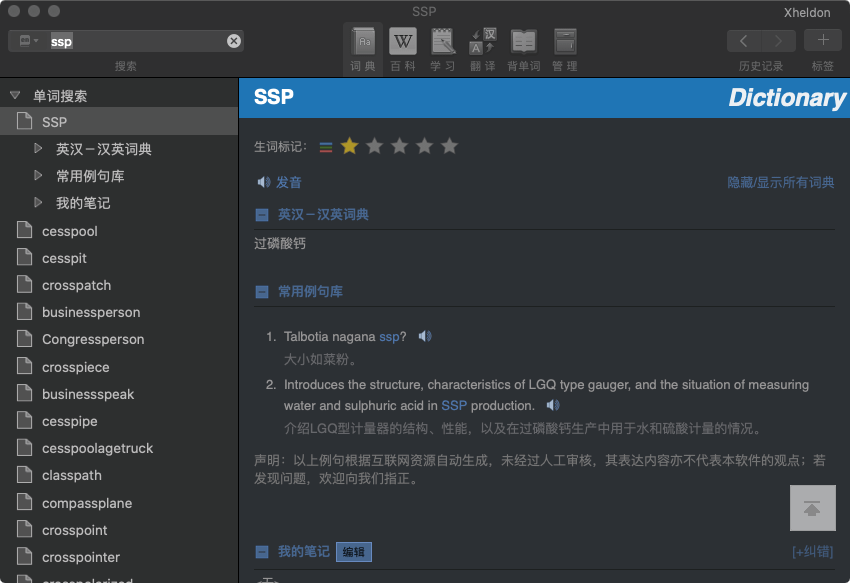 SSP
Xheldon
ssp
搜索
词典
百科
学习
翻译
背单词
管理
历史记录
标签
单词搜索
SSP
英汉－汉英词典
常用例句库
我的笔记
cesspool
cesspit
crosspatch
businessperson
Congressperson
crosspiece
businessspeak
cesspipe
cesspoolagetruck
classpath
compassplane
crosspoint
crosspointer
crosspolarized
SSP
Dictionary
生词标记：
发音
隐藏/显示所有词典
英汉－汉英词典
过磷酸钙
常用例句库
1. Talbotia nagana ssp?
大小如菜粉。
2. Introduces the structure, characteristics of LGQ type gauger, and the situation of measuring
water and sulphuric acid in SSP production.
介绍LGQ型计量器的结构、性能，以及在过磷酸钙生产中用于水和硫酸计量的情况。
声明：以上例句根据互联网资源自动生成，未经过人工审核，其表达内容亦不代表本软件的观点；若
发现问题，欢迎向我们指正。
我的笔记 编辑
[+纠错]